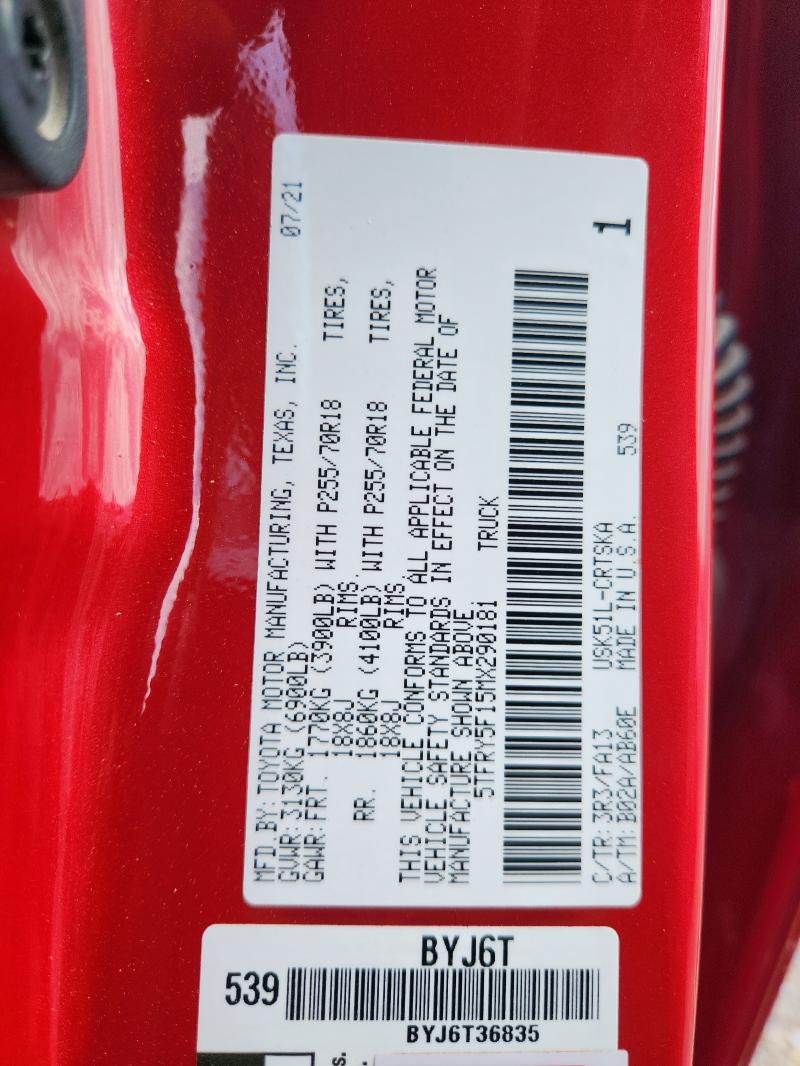 07/21
MFD.BY:TOYOTA MOTOR MANUFACTURING, TEXAS, INC.
GVWR:3130KG (6900LB)
GAWR:FRT. 1770KG (3900LB) WITH P255/70R18 TIRES,
18X8J RIMS.
RR. 1860KG (4100LB) WITH P255/70R18 TIRES,
18X8J RIMS.
THIS VEHICLE CONFORMS TO ALL APPLICABLE FEDERAL MOTOR
VEHICLE SAFETY STANDARDS IN EFFECT ON THE DATE OF
MANUFACTURE SHOWN ABOVE.
5TFRY5F15MX290181 TRUCK
1
C/TR:3R3/FA13 USK51L-CRTSKA
A/TM:B02A/AB60E MADE IN U.S.A. 539
BYJ6T
539
BYJ6T36835
s.